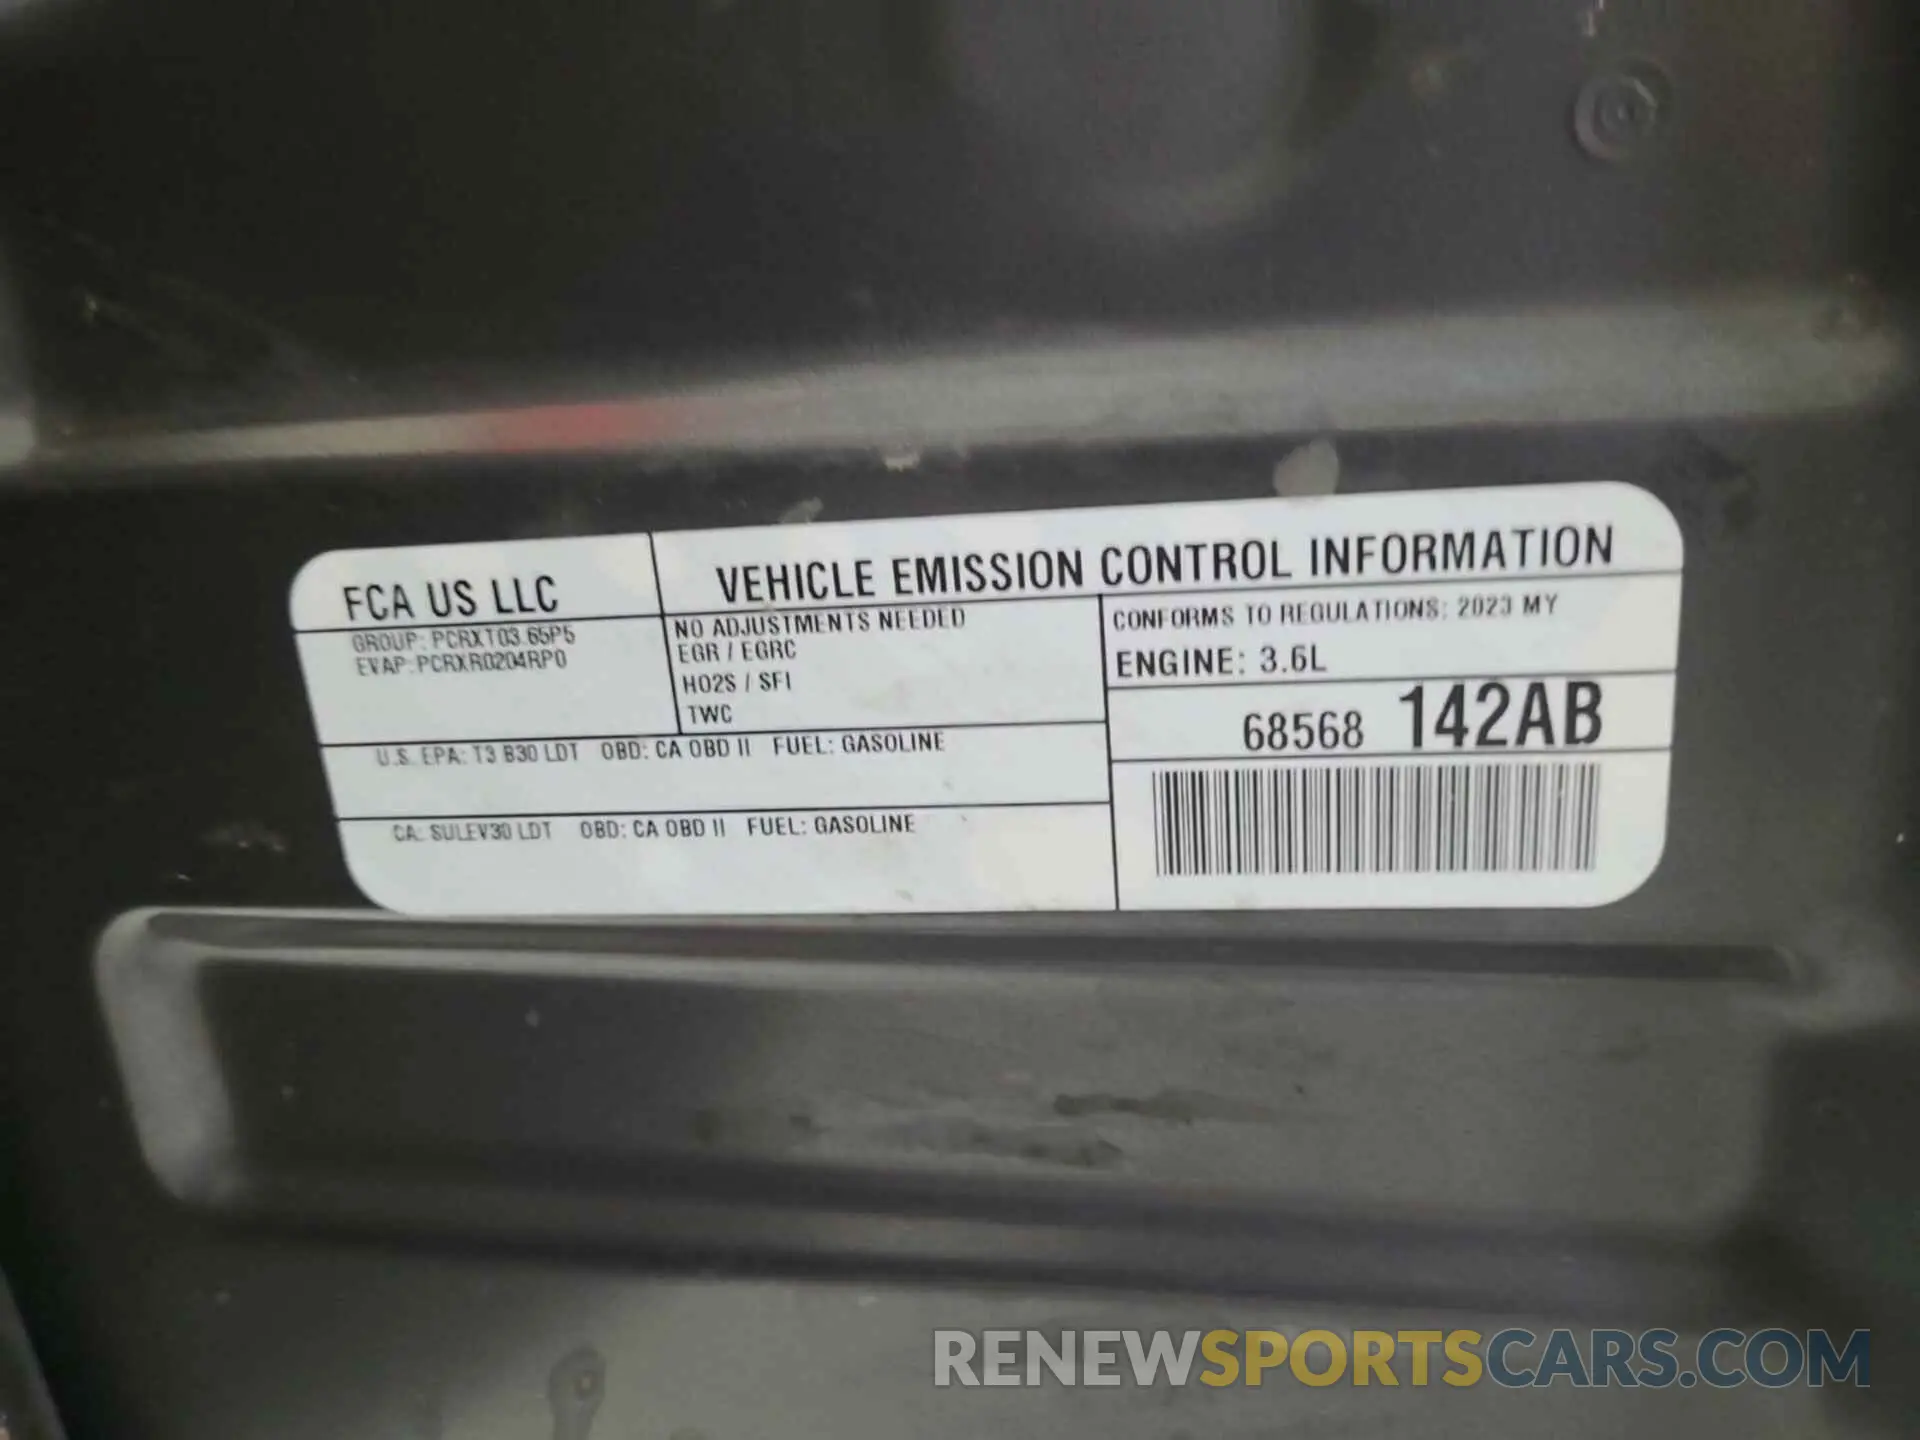 FCA US LLC
VEHICLE EMISSION CONTROL INFORMATION
GROUP: PCRXT03.65P5
EVAP: PCRXR0204RP0
NO ADJUSTMENTS NEEDED
EGR / EGRC
HO2S / SFI
TWC
CONFORMS TO REGULATIONS: 2023 MY
ENGINE: 3.6L
68568 142AB
U.S. EPA: T3 B30 LDT OBD: CA OBD II FUEL: GASOLINE
CA: SULEV30 LDT OBD: CA OBD II FUEL: GASOLINE
RENEWSPORTSCARS.COM